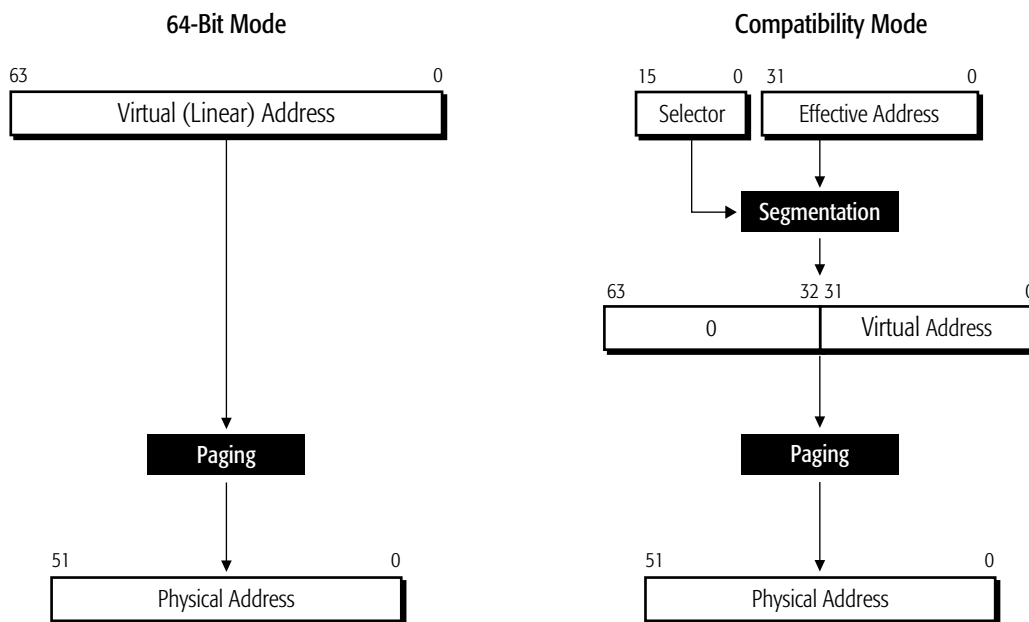 64-Bit Mode
63 0
Virtual (Linear) Address
Paging
51 0
Physical Address
Compatibility Mode
15 0 31 0
Selector Effective Address
Segmentation
63 32 31 0
0 Virtual Address
Paging
51 0
Physical Address